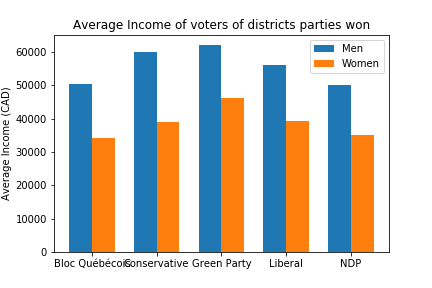 Average Income of voters of districts parties won
Men
Women
Average Income (CAD)
60000
50000
40000
30000
20000
10000
0
Bloc Québécois Conservative Green Party Liberal NDP